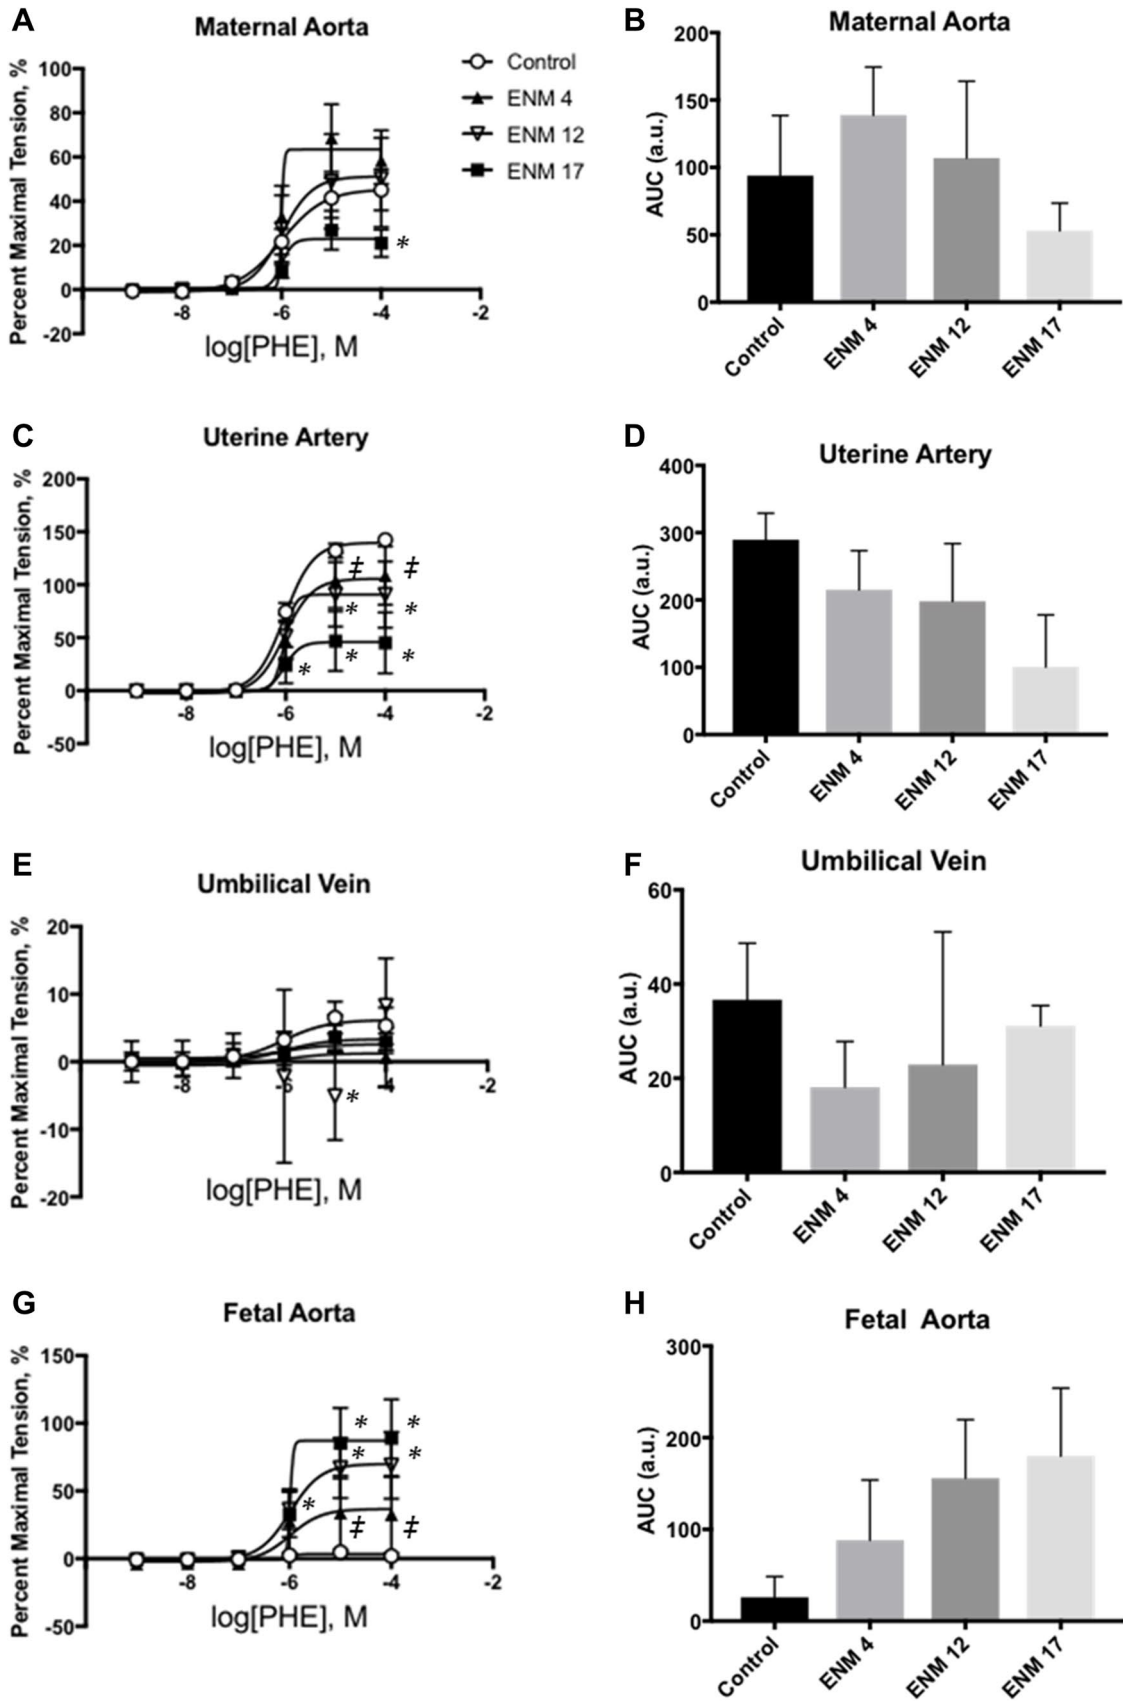 A
Maternal Aorta
Percent Maximal Tension, %
100
80
60
40
20
0
-20
-8
-6
-4
-2
log[PHE], M
*
Control
ENM 4
ENM 12
ENM 17
B
Maternal Aorta
AUC (a.u.)
200
150
100
50
0
Control
ENM 4
ENM 12
ENM 17
C
Uterine Artery
Percent Maximal Tension, %
200
150
100
50
0
-50
-8
-6
-4
-2
log[PHE], M
‡ ‡
* *
* * *
D
Uterine Artery
AUC (a.u.)
400
300
200
100
0
Control
ENM 4
ENM 12
ENM 17
E
Umbilical Vein
Percent Maximal Tension, %
20
10
0
-10
-20
-8
-6
-4
-2
log[PHE], M
*
F
Umbilical Vein
AUC (a.u.)
60
40
20
0
Control
ENM 4
ENM 12
ENM 17
G
Fetal Aorta
Percent Maximal Tension, %
150
100
50
0
-50
-8
-6
-4
-2
log[PHE], M
* *
* *
*
‡ ‡
H
Fetal Aorta
AUC (a.u.)
300
200
100
0
Control
ENM 4
ENM 12
ENM 17